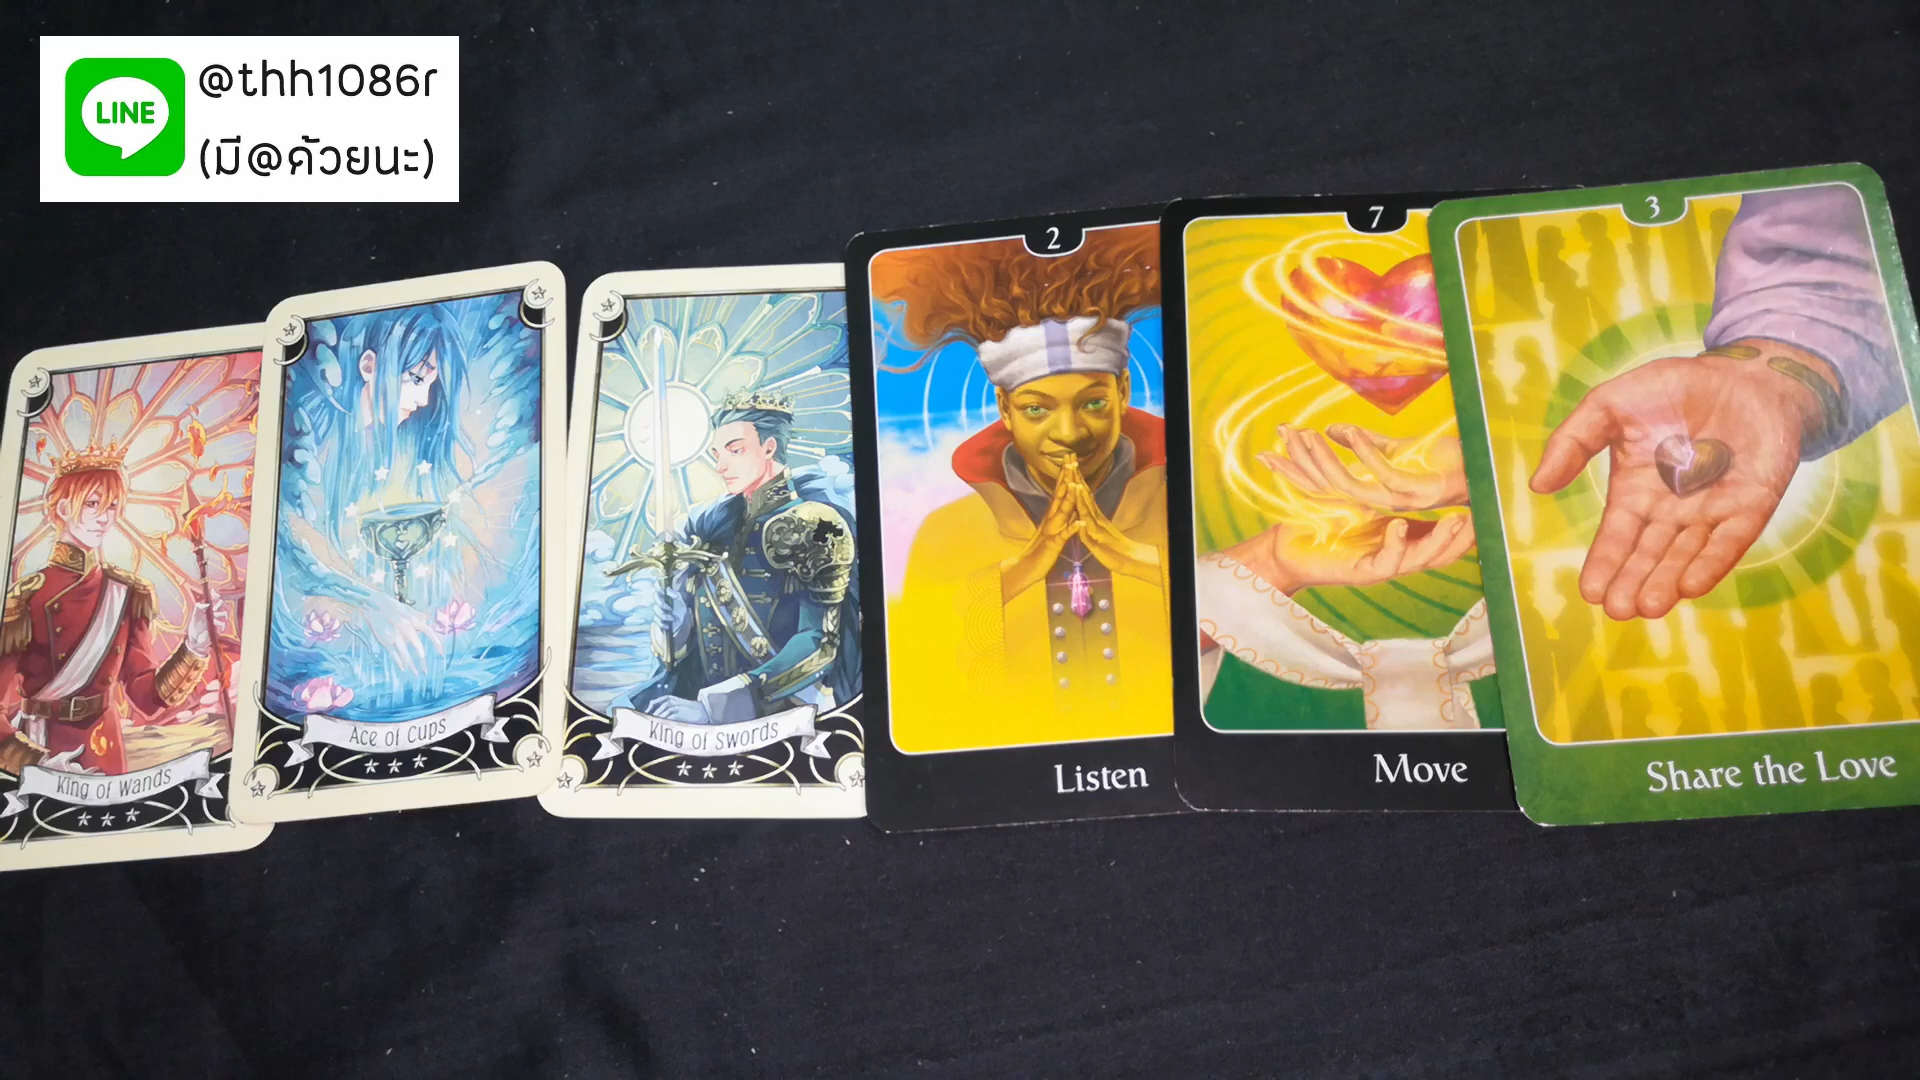 LINE
@thh1086r
(มี@ด้วยนะ)
2
7
3
King of Wands
Ace of Cups
King of Swords
Listen
Move
Share the Love